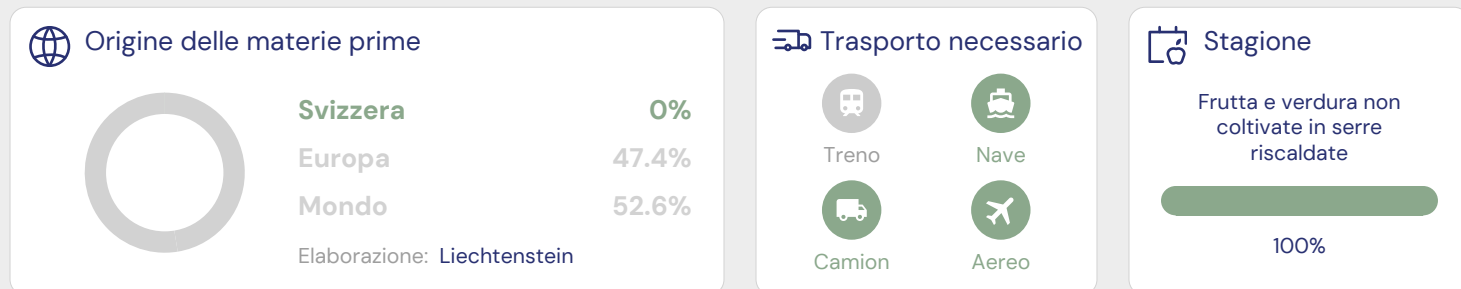 Origine delle materie prime
Svizzera 0%
Europa 47.4%
Mondo 52.6%
Elaborazione: Liechtenstein
Trasporto necessario
Treno Nave
Camion Aereo
Stagione
Frutta e verdura non
coltivate in serre
riscaldate
100%